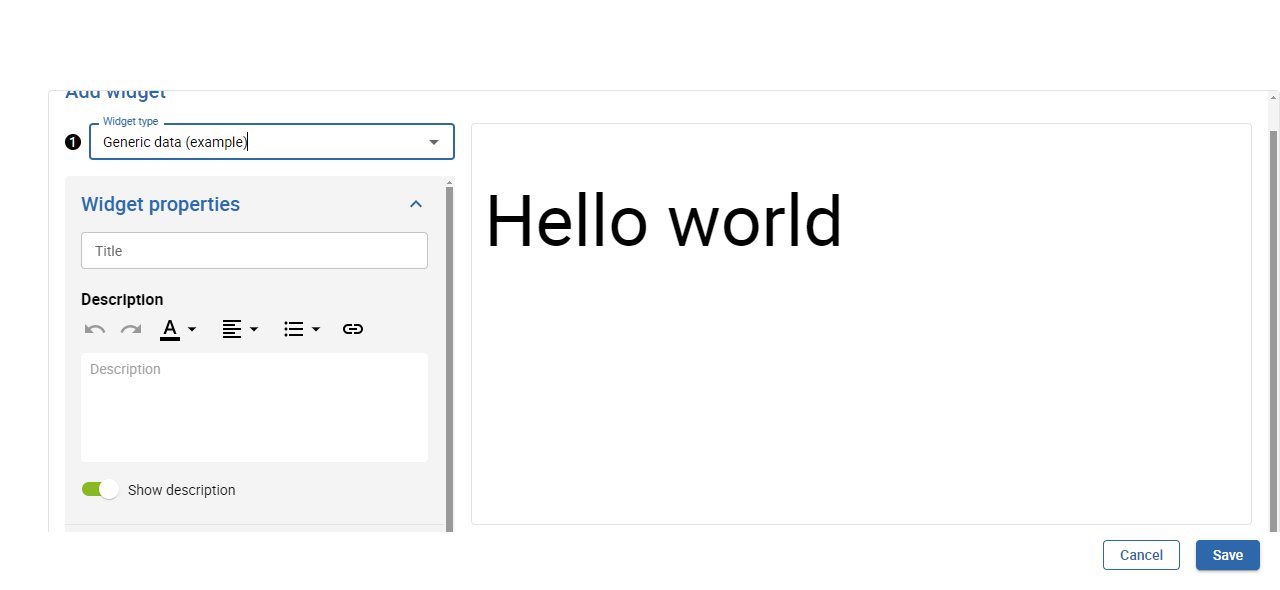 Add widget
Widget type
1 Generic data (example)
Widget properties
Title
Description
A
Description
Show description
Hello world
Cancel
Save